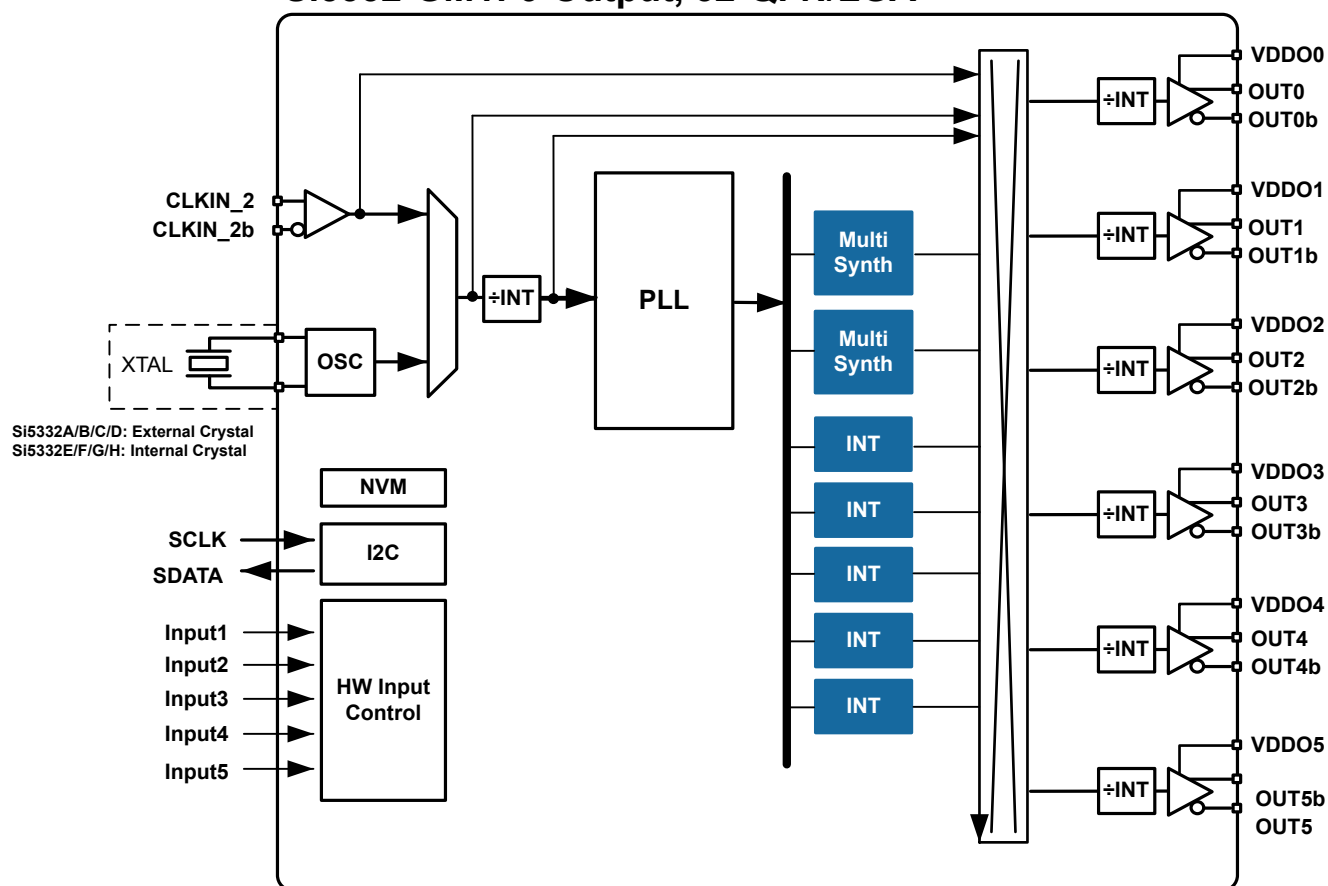 VDDO0
OUT0
÷INT
OUT0b
CLKIN_2
CLKIN_2b
VDDO1
OUT1
÷INT
OUT1b
Multi
Synth
÷INT
PLL
XTAL
OSC
Multi
Synth
VDDO2
OUT2
÷INT
OUT2b
Si5332A/B/C/D: External Crystal
Si5332E/F/G/H: Internal Crystal
INT
NVM
INT
VDDO3
OUT3
÷INT
OUT3b
SCLK
SDATA
I2C
INT
Input1
Input2
Input3
Input4
Input5
HW Input
Control
INT
INT
VDDO4
OUT4
÷INT
OUT4b
VDDO5
÷INT
OUT5b
OUT5